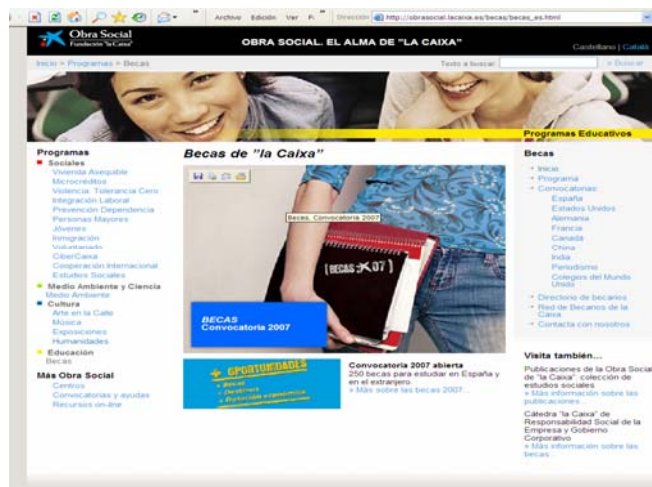 Archivo Edición Ver
Dirección http://obrasocial.lacaixa.es/becas/becas_es.html
Obra Social
Fundación "la Caixa"
OBRA SOCIAL. EL ALMA DE "LA CAIXA"
Castellano | Català
Inicio > Programas > Becas
Texto a buscar:
» Buscar
Programas Educativos
Programas
Sociales
Vivienda Asequible
Microcréditos
Violencia: Tolerancia Cero
Integración Laboral
Prevención Dependencia
Personas Mayores
Jóvenes
Inmigración
Voluntariado
CiberCaixa
Cooperación Internacional
Estudios Sociales
Medio Ambiente y Ciencia
Medio Ambiente
Cultura
Arte en la Calle
Música
Exposiciones
Humanidades
Educación
Becas
Más Obra Social
Centros
Convocatorias y ayudas
Recursos on-line
Becas de "la Caixa"
Becas, Convocatoria 2007
[BECAS 07]
BECAS
Convocatoria 2007
+ OPORTUNIDADES
+ Becas
+ Destinos
+ Dotación económica
Convocatoria 2007 abierta
250 becas para estudiar en España y
en el extranjero.
» Más sobre las becas 2007...
Becas
Inicio
Programa
Convocatorias:
España
Estados Unidos
Alemania
Francia
Canadá
China
India
Periodismo
Colegios del Mundo
Unido
Directorio de becarios
Red de Becarios de la
Caixa
Contacta con nosotros
Visita también...
Publicaciones de la Obra Social
de "la Caixa": colección de
estudios sociales
» Más información sobre las
publicaciones...
Cátedra "la Caixa" de
Responsabilidad Social de la
Empresa y Gobierno
Corporativo
» Más información sobre las
becas...